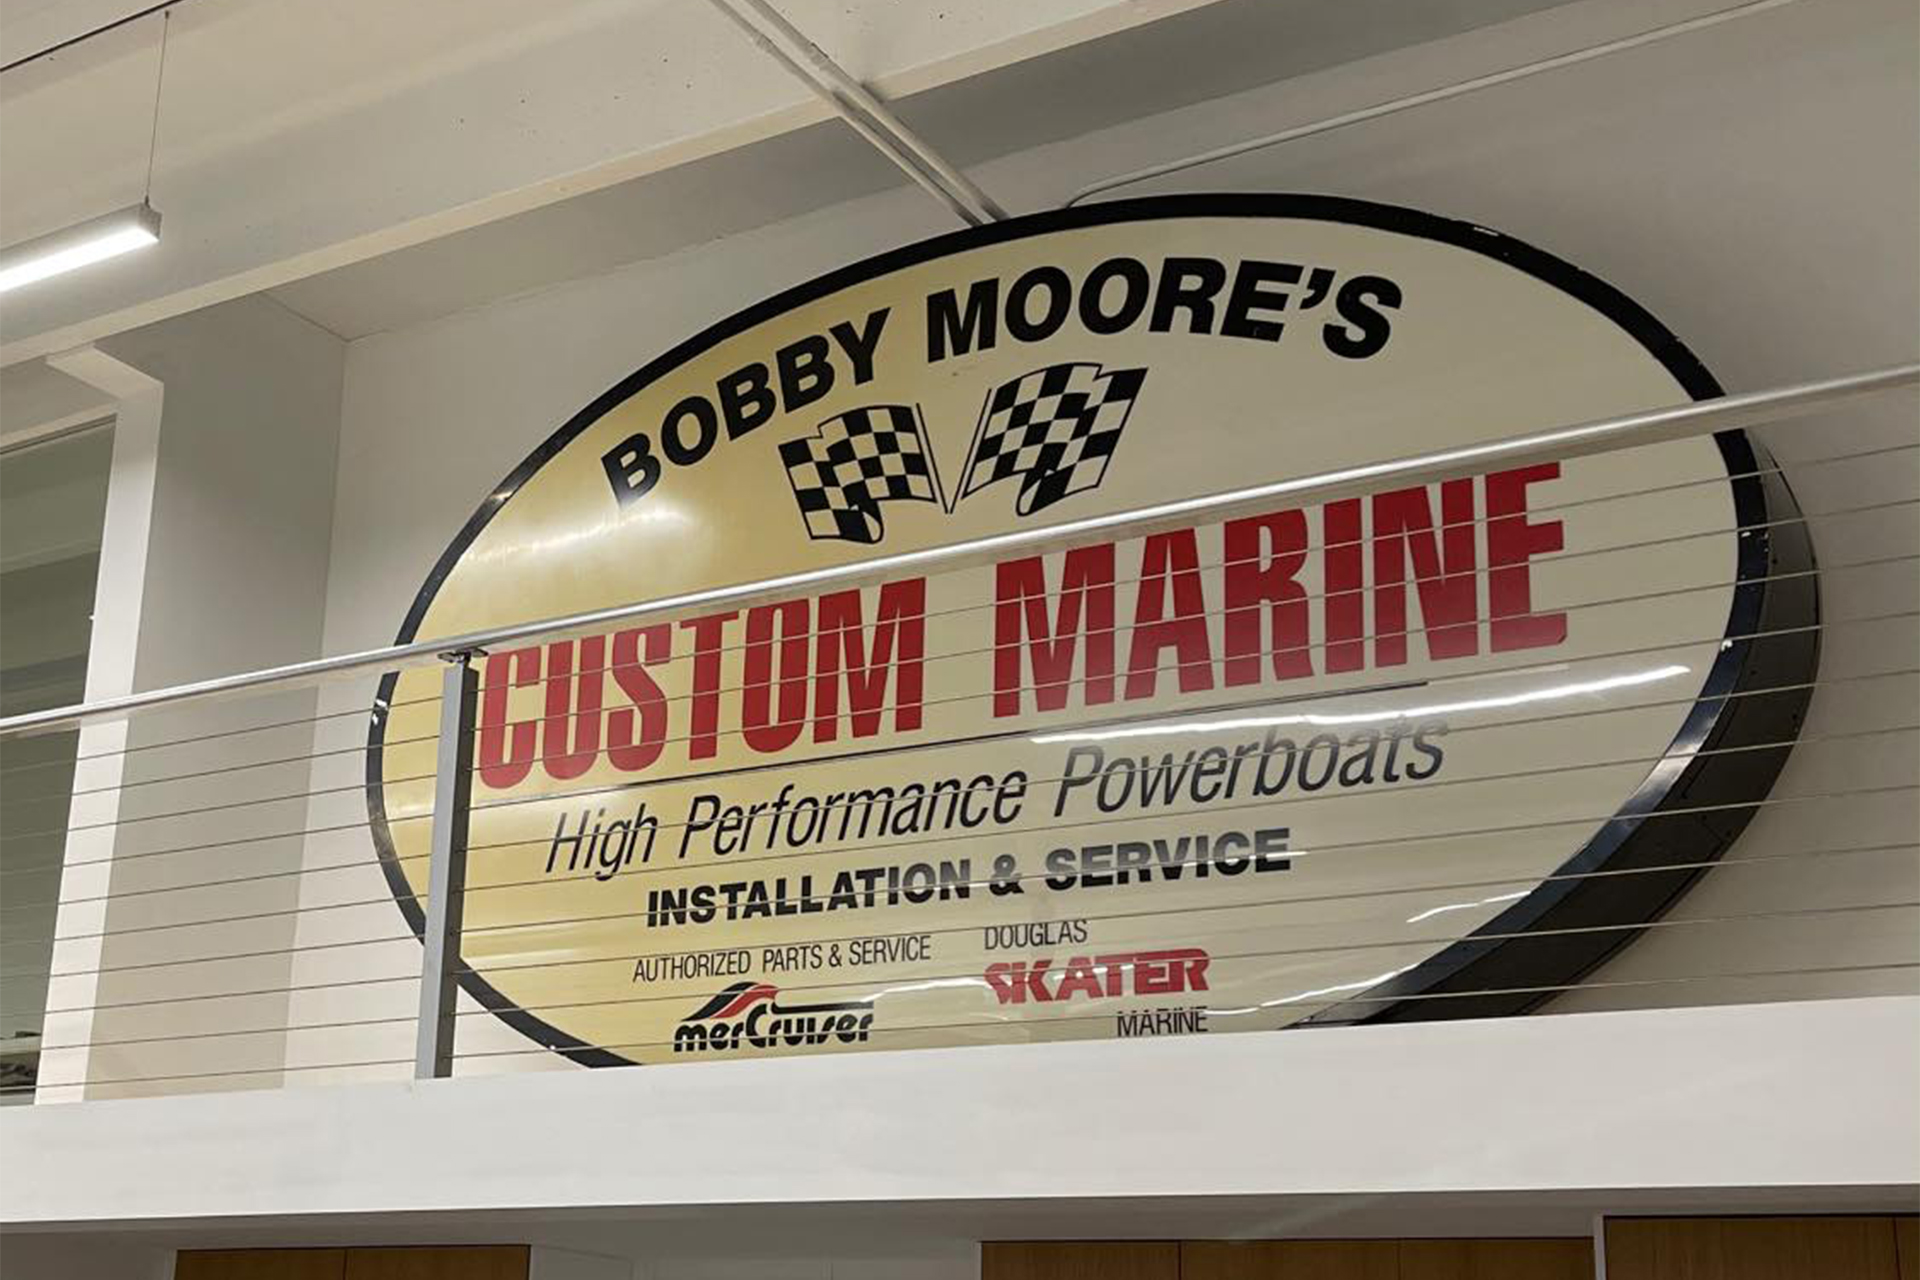 BOBBY MOORE'S
CUSTOM MARINE
High Performance Powerboats
INSTALLATION & SERVICE
AUTHORIZED PARTS & SERVICE
merCruiser
DOUGLAS
SKATER
MARINE